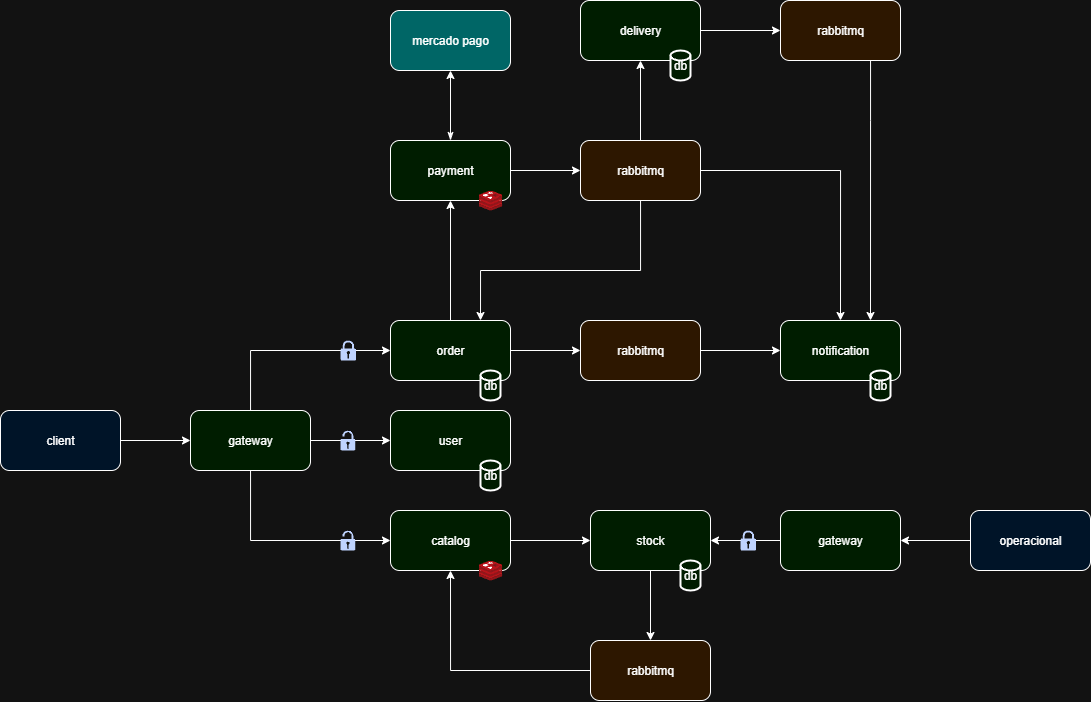 delivery
rabbitmq
mercado pago
db
payment
rabbitmq
order
rabbitmq
notification
db
db
client
gateway
user
db
catalog
stock
gateway
operacional
db
rabbitmq